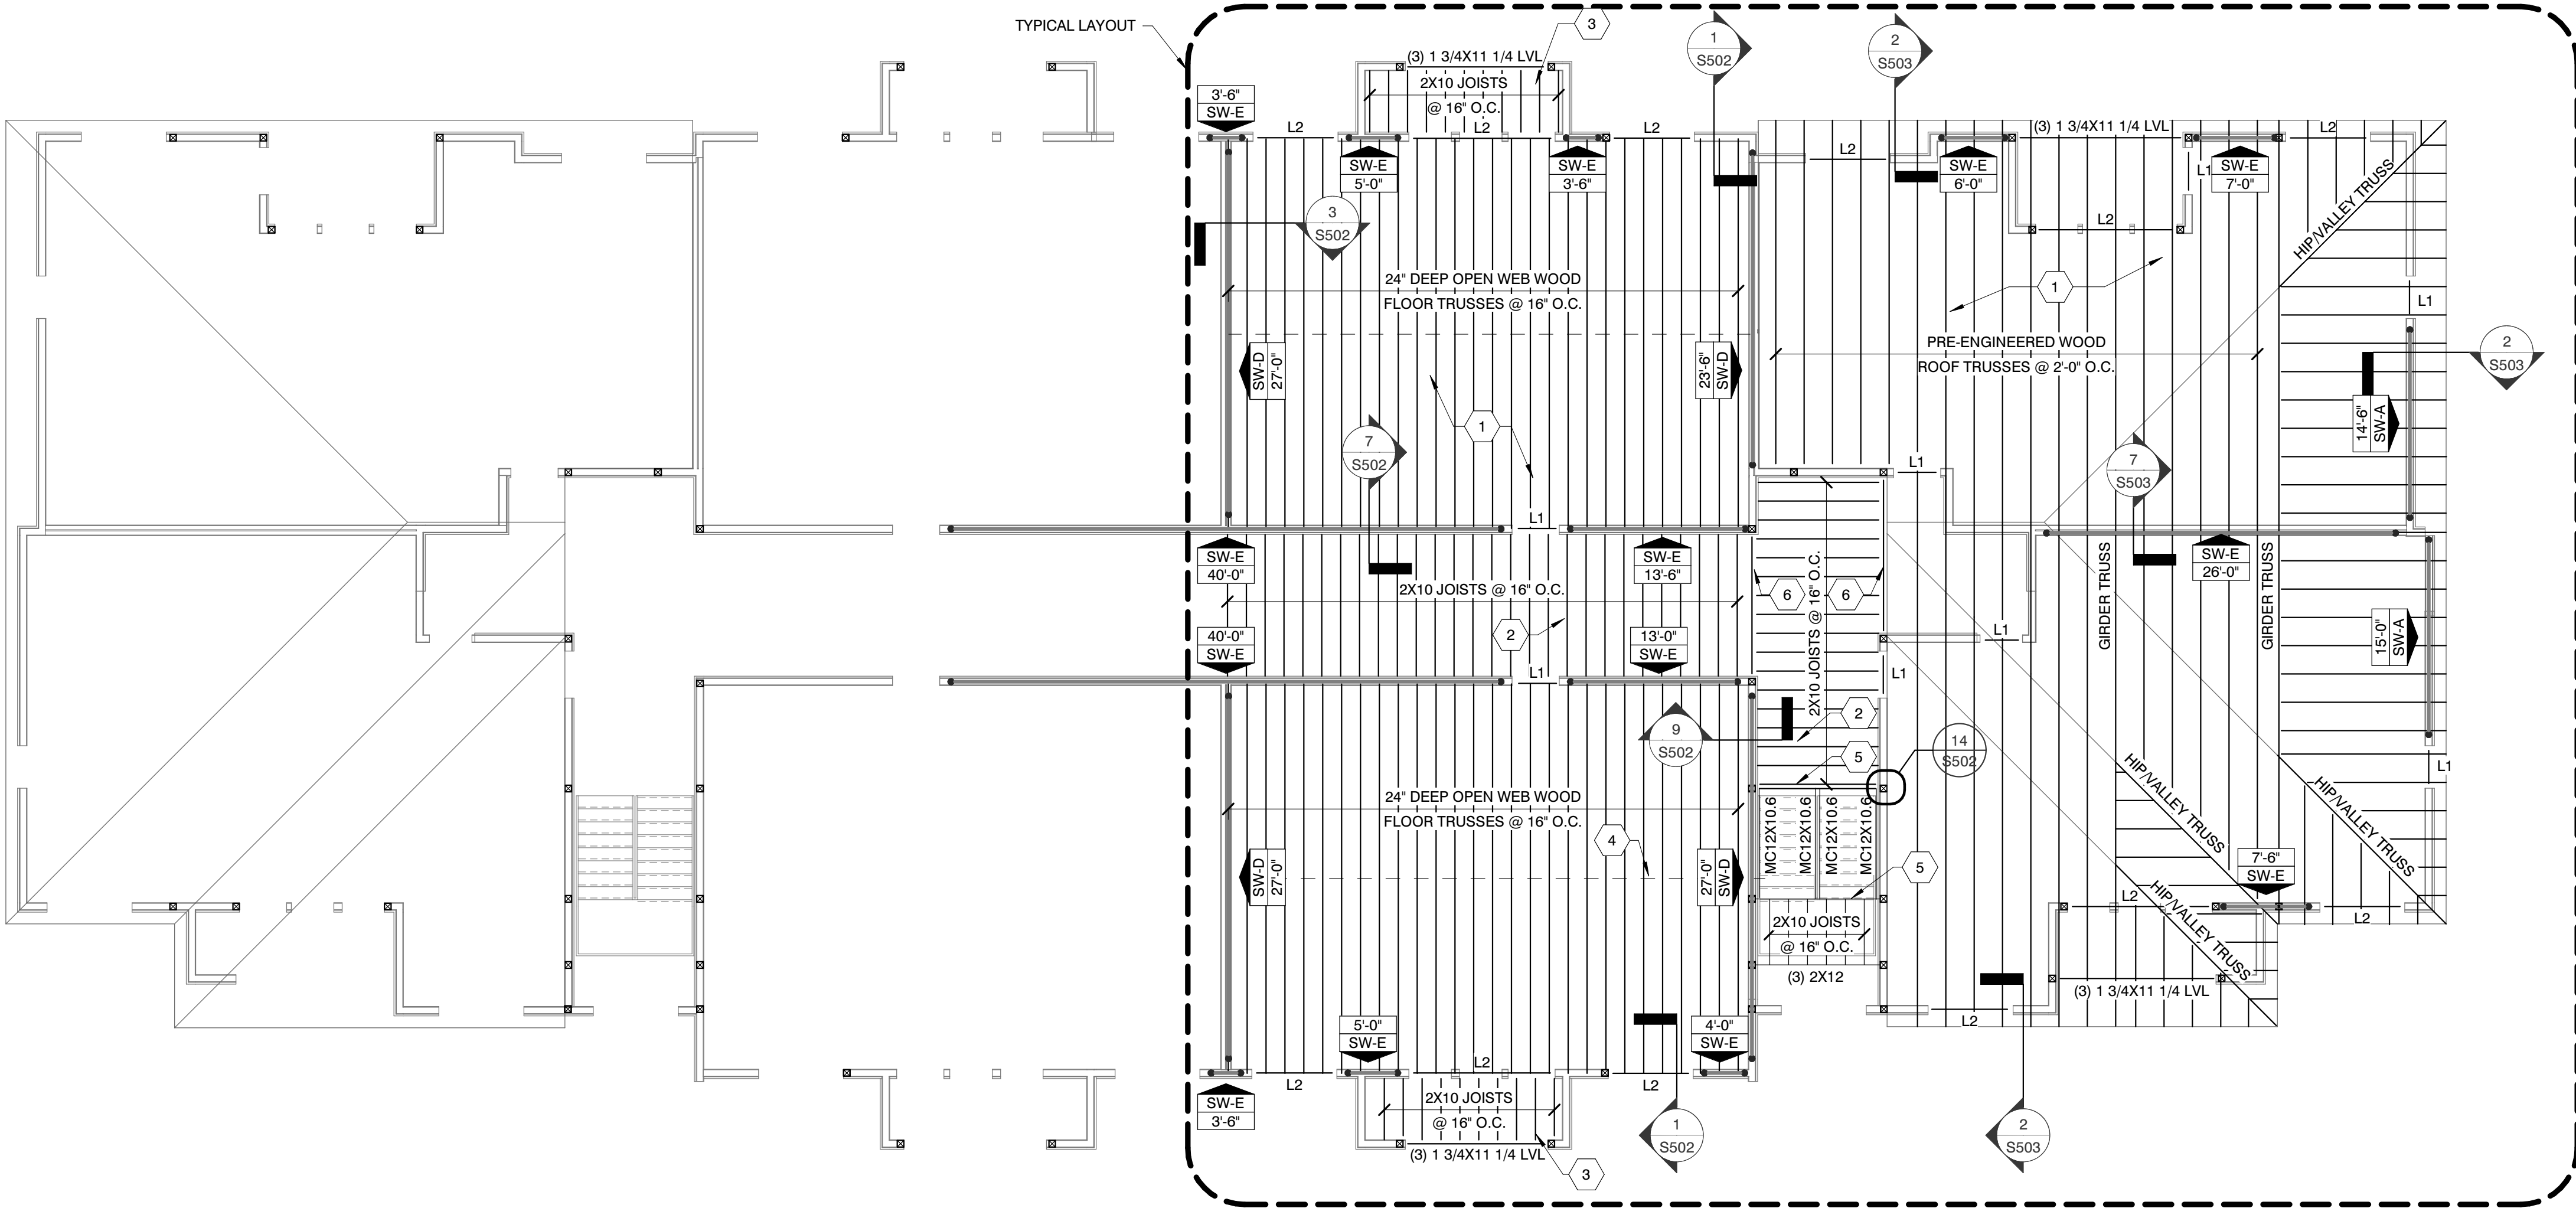 TYPICAL LAYOUT
3
1
S502
2
S503
(3) 1 3/4X11 1/4 LVL
2X10 JOISTS
@ 16" O.C.
3'-6"
SW-E
L2
L2
L2
L2
(3) 1 3/4X11 1/4 LVL
L2
SW-E
5'-0"
SW-E
3'-6"
SW-E
6'-0"
L1
SW-E
7'-0"
HIP/VALLEY TRUSS
3
S502
L2
24" DEEP OPEN WEB WOOD
FLOOR TRUSSES @ 16" O.C.
1
L1
SW-D
27'-0"
23'-6"
SW-D
PRE-ENGINEERED WOOD
ROOF TRUSSES @ 2'-0" O.C.
2
S503
14'-6"
SW-A
1
7
S502
L1
7
S503
L1
SW-E
40'-0"
SW-E
13'-6"
SW-E
26'-0"
2X10 JOISTS @ 16" O.C.
6
6
2X10 JOISTS @ 16" O.C.
GIRDER TRUSS
GIRDER TRUSS
40'-0"
SW-E
2
13'-0"
SW-E
L1
15'-0"
SW-A
L1
L1
9
S502
2
5
14
S502
L1
HIP/VALLEY TRUSS
HIP/VALLEY TRUSS
24" DEEP OPEN WEB WOOD
FLOOR TRUSSES @ 16" O.C.
4
MC12X10.6
MC12X10.6
MC12X10.6
MC12X10.6
SW-D
27'-0"
27'-0"
SW-D
5
7'-6"
SW-E
L2
HIP/VALLEY TRUSS
L2
2X10 JOISTS
@ 16" O.C.
(3) 2X12
(3) 1 3/4X11 1/4 LVL
5'-0"
SW-E
4'-0"
SW-E
L2
L2
L2
L2
SW-E
3'-6"
2X10 JOISTS
@ 16" O.C.
(3) 1 3/4X11 1/4 LVL
1
S502
2
S503
3